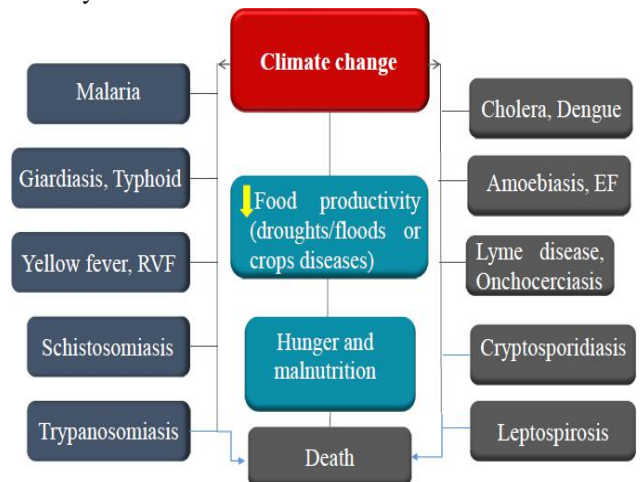 Climate change
Malaria
Giardiasis, Typhoid
Yellow fever, RVF
Schistosomiasis
Trypanosomiasis
Food productivity
(droughts/floods or
crops diseases)
Hunger and
malnutrition
Death
Cholera, Dengue
Amoebiasis, EF
Lyme disease,
Onchocerciasis
Cryptosporidiasis
Leptospirosis